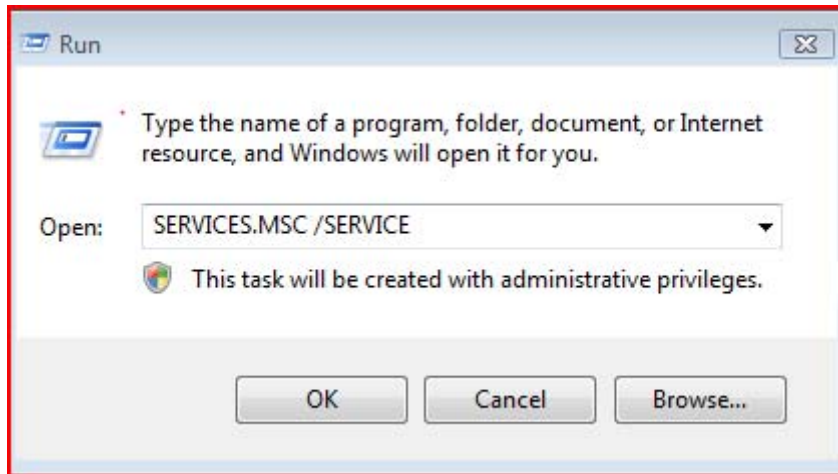 Run
Type the name of a program, folder, document, or Internet
resource, and Windows will open it for you.
Open: SERVICES.MSC /SERVICE
This task will be created with administrative privileges.
OK Cancel Browse...